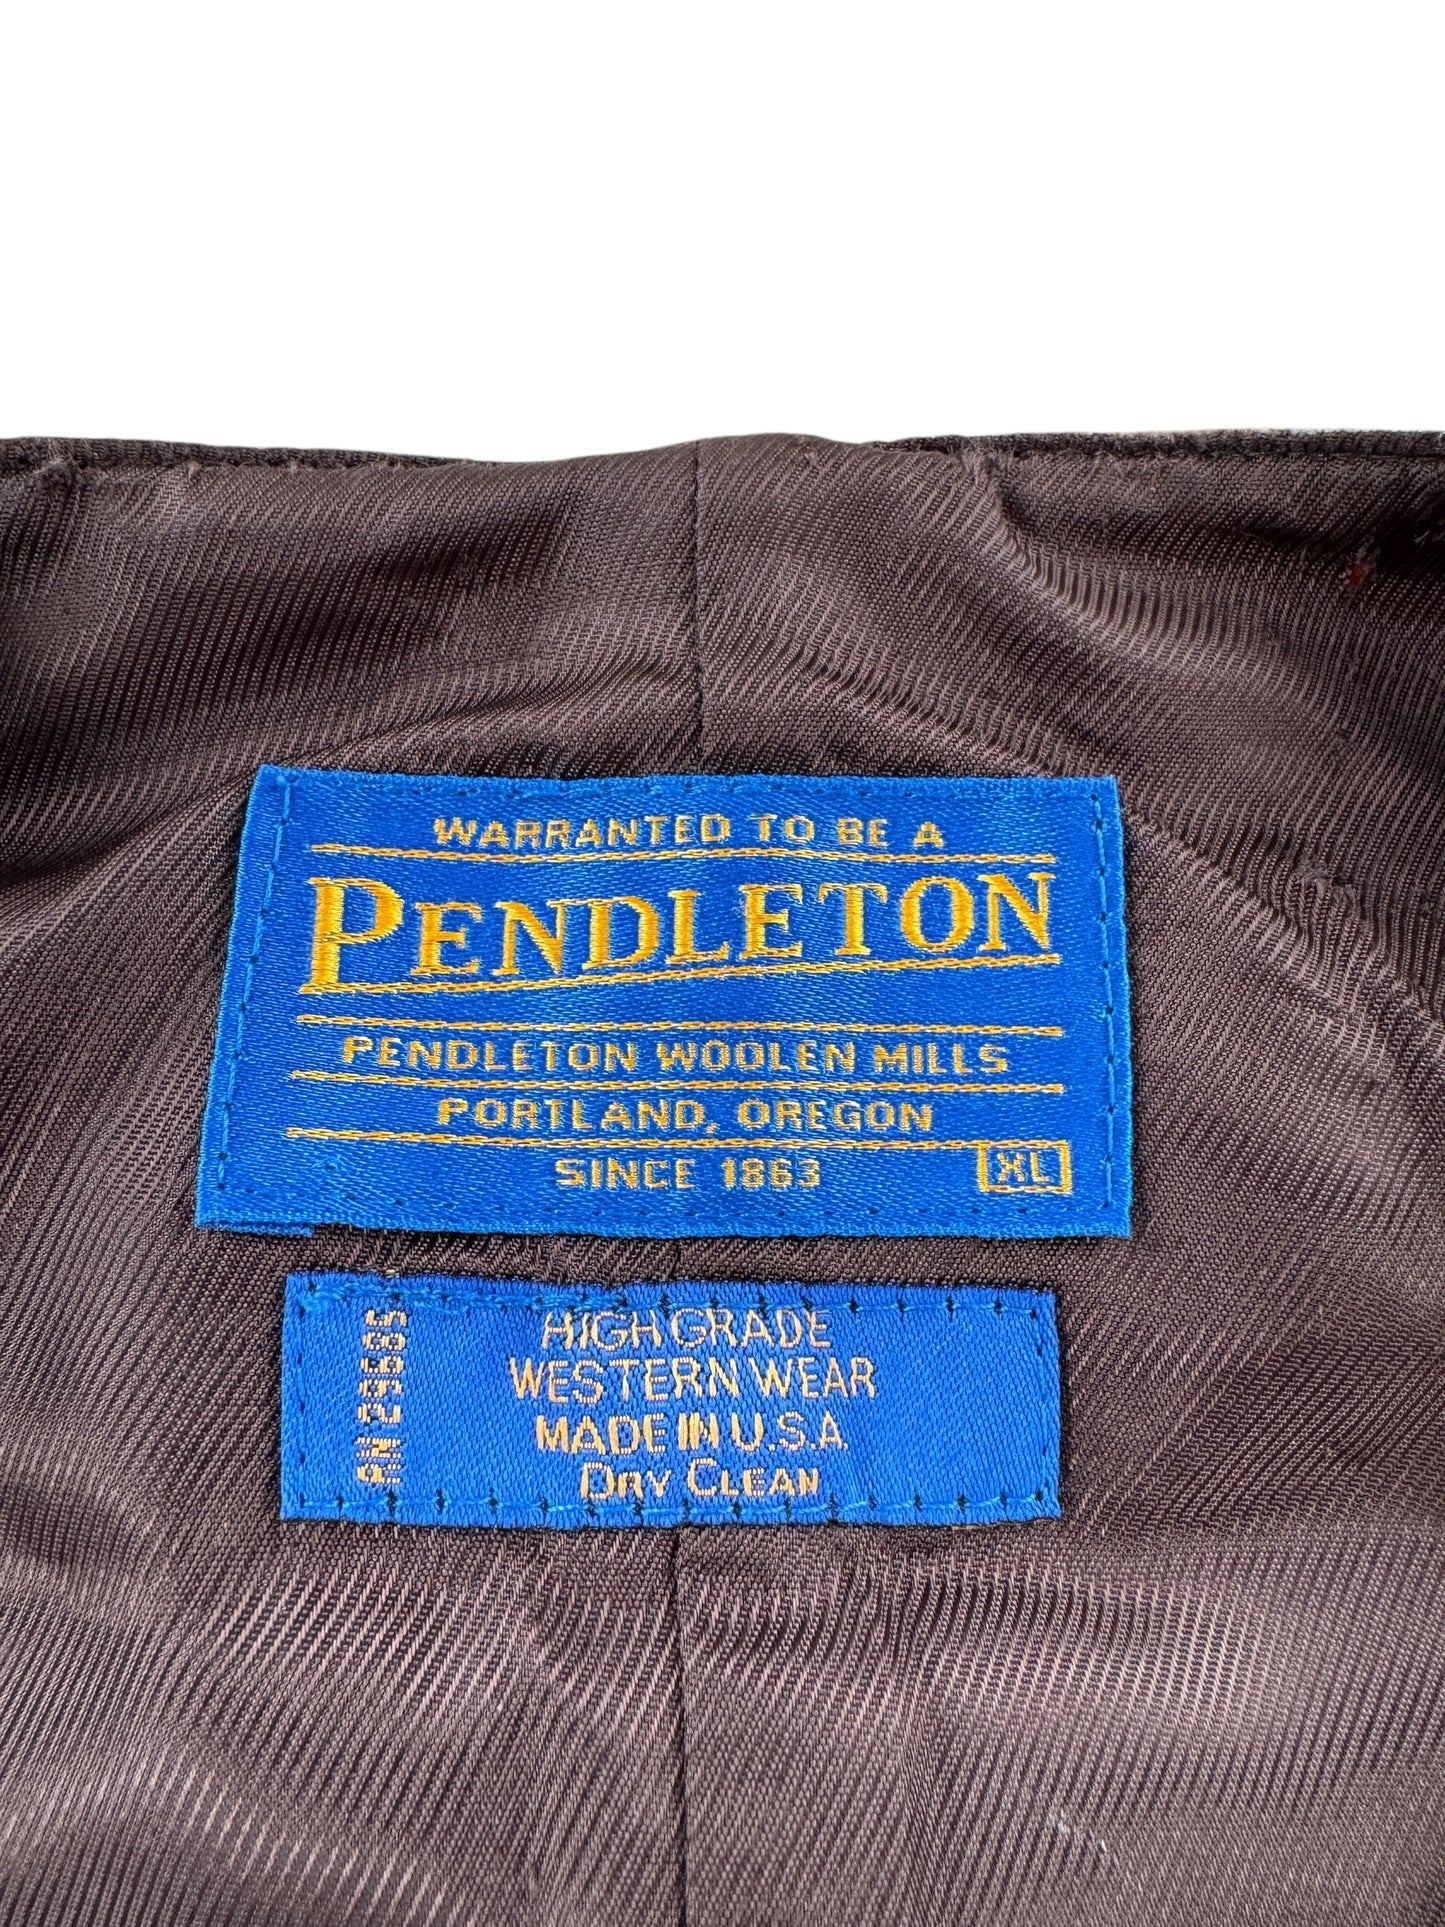 WARRANTED TO BE A
PENDLETON
PENDLETON WOOLEN MILLS
PORTLAND, OREGON
SINCE 1863
XL
HIGH GRADE
WESTERN WEAR
MADE IN U.S.A
DRY CLEAN
RN 29685